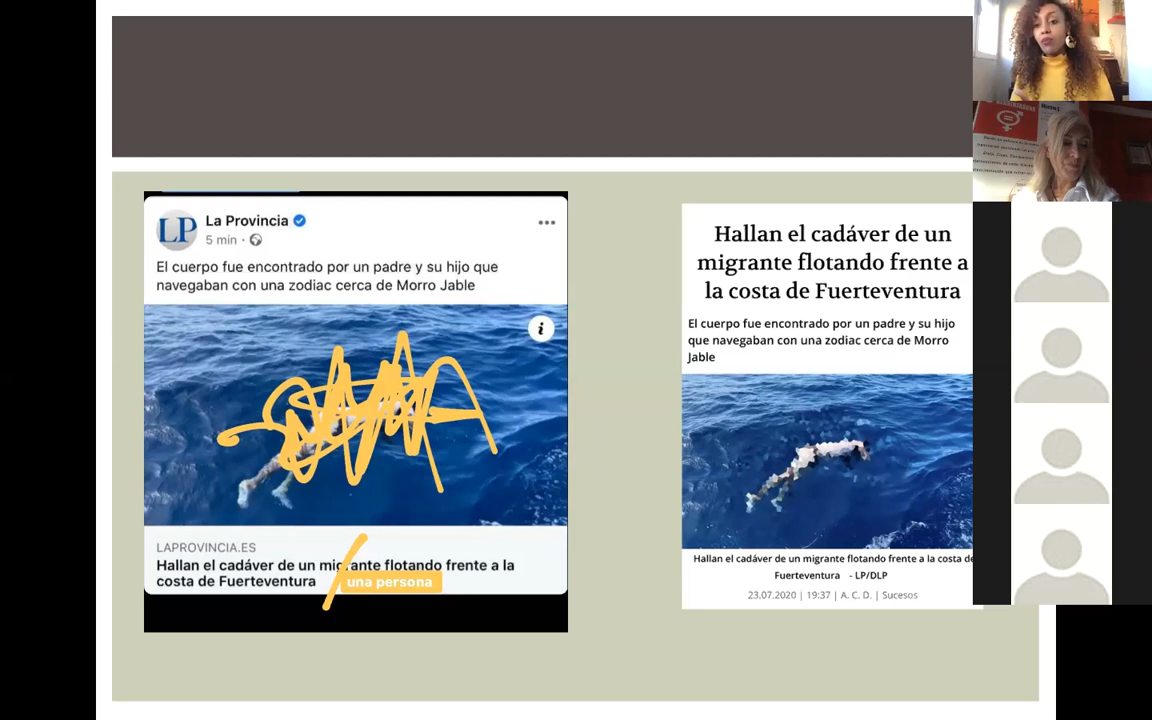 LP
La Provincia
5 min ·
El cuerpo fue encontrado por un padre y su hijo que
navegaban con una zodiac cerca de Morro Jable
i
LAPROVINCIA.ES
Hallan el cadáver de un migrante flotando frente a la
costa de Fuerteventura
una persona
Hallan el cadáver de un
migrante flotando frente a
la costa de Fuerteventura
El cuerpo fue encontrado por un padre y su hijo
que navegaban con una zodiac cerca de Morro
Jable
Hallan el cadáver de un migrante flotando frente a la costa de
Fuerteventura - LP/DLP
23.07.2020 | 19:37 | A. C. D. | Sucesos